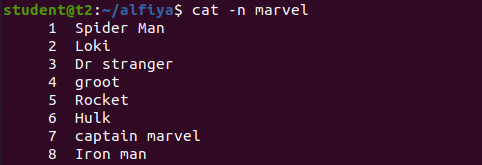 student@t2:~/alfiya$ cat -n marvel
1 Spider Man
2 Loki
3 Dr stranger
4 groot
5 Rocket
6 Hulk
7 captain marvel
8 Iron man